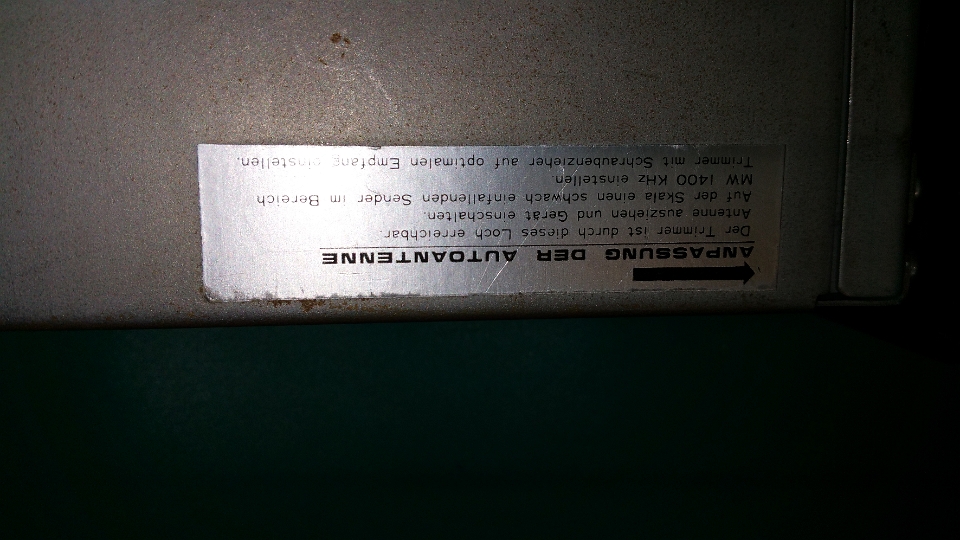 ANPASSUNG DER AUTOANTENNE
Der Trimmer ist durch dieses Loch erreichbar.
Antenne ausziehen und Gerät einschalten.
Auf der Skala einen schwach einfallenden Sender im Bereich
MW 1400 KHz einstellen.
Trimmer mit Schraubenzieher auf optimalen Empfang einstellen.